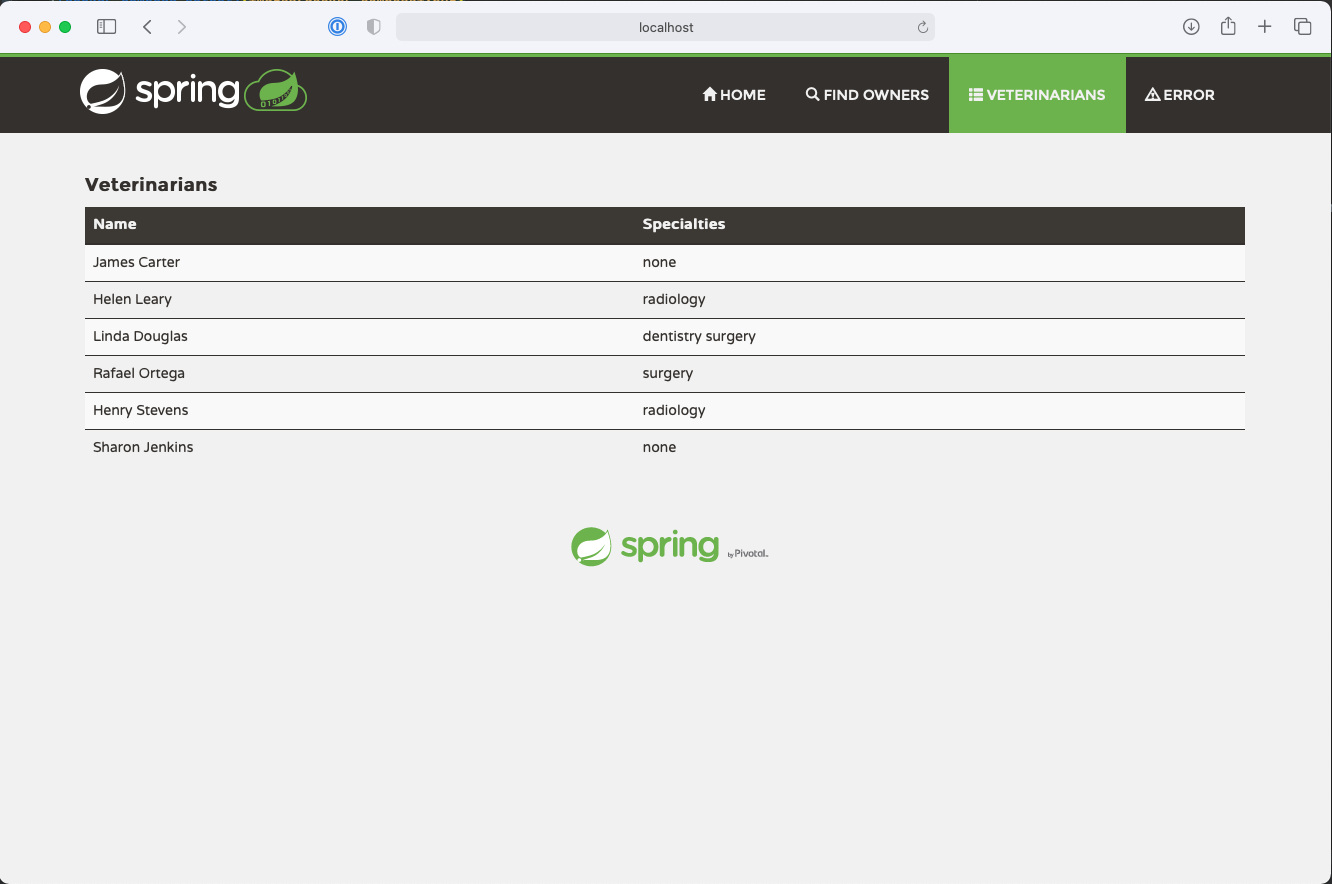 localhost
spring
HOME FIND OWNERS VETERINARIANS ERROR
Veterinarians
Name Specialties
James Carter none
Helen Leary radiology
Linda Douglas dentistry surgery
Rafael Ortega surgery
Henry Stevens radiology
Sharon Jenkins none
spring by Pivotal.